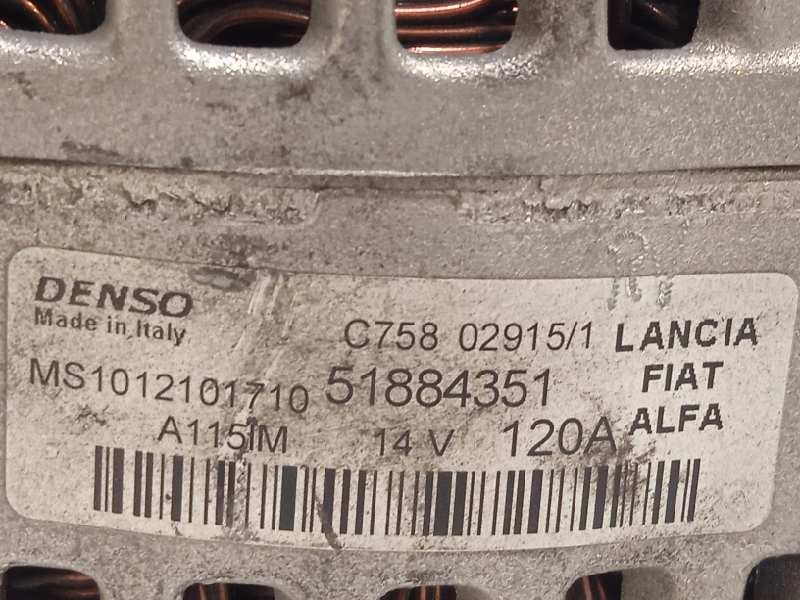 DENSO
Made in Italy
C758 02915/1 LANCIA
MS1012101710 51884351 FIAT
A115IM 14 V 120A ALFA